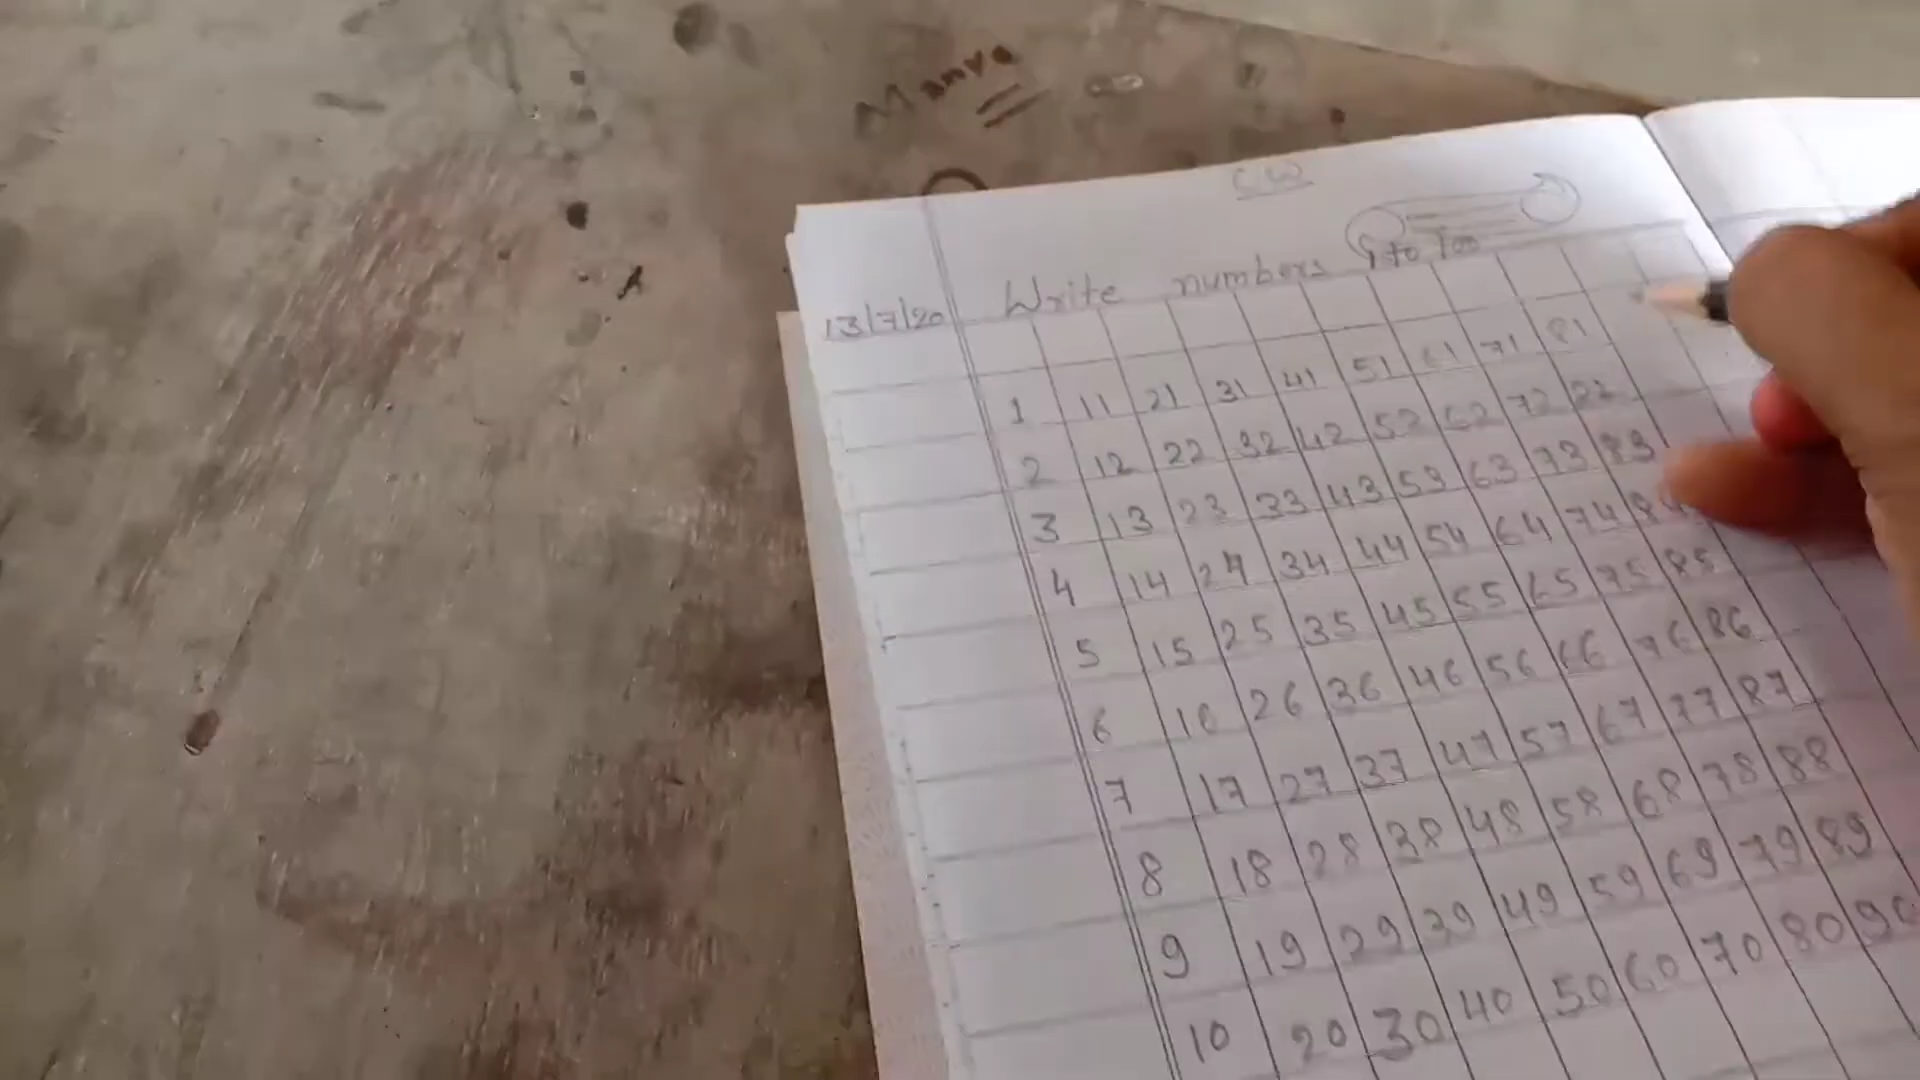 Manva
CW
13/7/20 Write numbers 1 to 100
1 11 21 31 41 51 61 71 81
2 12 22 32 42 52 62 72 22
3 13 23 33 43 53 63 73 83
4 14 24 34 44 54 64 74 84
5 15 25 35 45 55 65 75 85
6 16 26 36 46 56 66 76 86
7 17 27 37 47 57 67 77 87
8 18 28 38 48 58 68 78 88
9 19 29 39 49 59 69 79 89
10 20 30 40 50 60 70 80 90